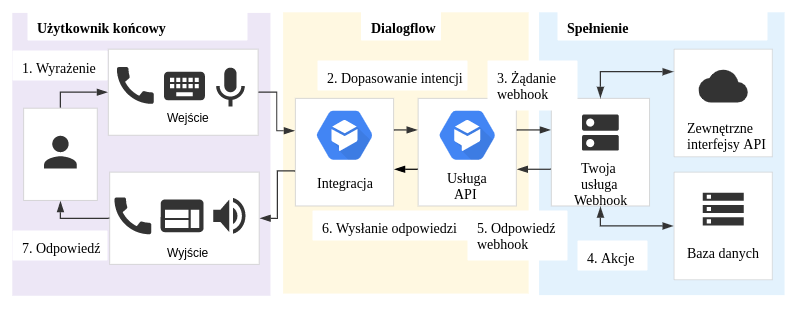 Użytkownik końcowy
Dialogflow
Spełnienie
1. Wyrażenie
Wejście
2. Dopasowanie intencji
3. Żądanie
webhook
Integracja
Usługa
API
Twoja
usługa
Webhook
Zewnętrzne
interfejsy API
Wyjście
7. Odpowiedź
6. Wysłanie odpowiedzi
5. Odpowiedź
webhook
4. Akcje
Baza danych